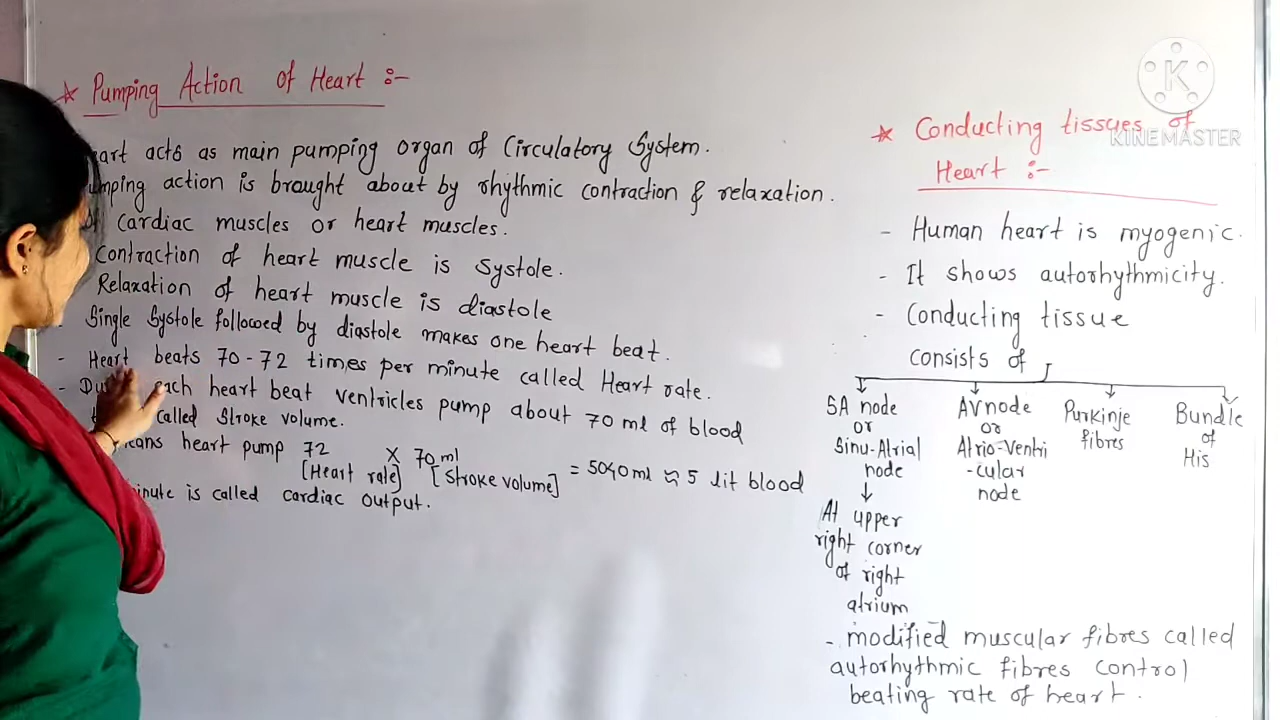 ☆ Pumping Action of Heart :-
art acts as main pumping organ of Circulatory System.
mping action is brought about by rhythmic contraction & relaxation.
of cardiac muscles or heart muscles.
Contraction of heart muscle is systole.
Relaxation of heart muscle is diastole
- Single Systole followed by diastole makes one heart beat.
- Heart beats 70-72 times per minute called Heart rate.
- Du each heart beat ventricles pump about 70 ml of blood
called Stroke volume.
eans heart pump 72 X 70 ml
[Heart rate] [Stroke volume] = 5040 ml ≈ 5 lit blood
inute is called cardiac output.
☆ Conducting tissues of
Heart :-
- Human heart is myogenic.
- It shows autorhythmicity.
- Conducting tissue
consists of
SA node
or
Sinu-Atrial
node
↓
At upper
right corner
of right
atrium
AV node
or
Atrio-Ventri
-cular
node
Purkinje
fibres
Bundle
of
His
- modified muscular fibres called
autorhythmic fibres control
beating rate of heart.
K
KINEMASTER